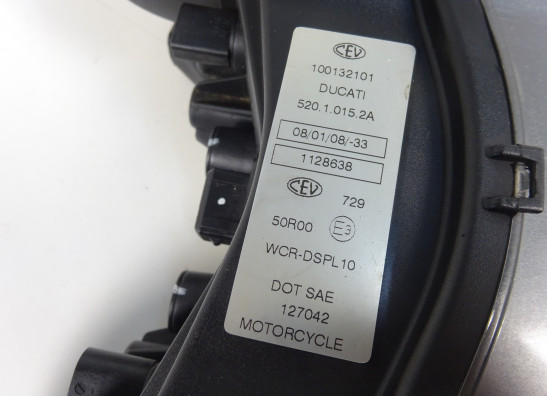 CEV
100132101
DUCATI
520.1.015.2A
08/01/08/-33
1128638
CEV 729
50R00 E3
WCR-DSPL10
DOT SAE
127042
MOTORCYCLE